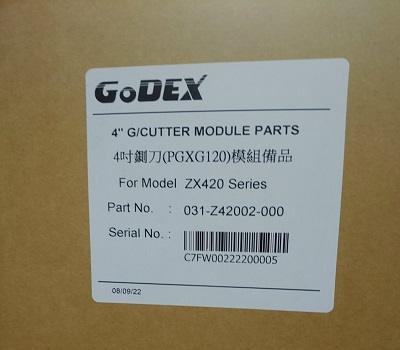 GoDEX
4" G/CUTTER MODULE PARTS
4吋鍘刀(PGXG120)模組備品
For Model ZX420 Series
Part No. : 031-Z42002-000
Serial No. :
C7FW00222200005
08/09/22